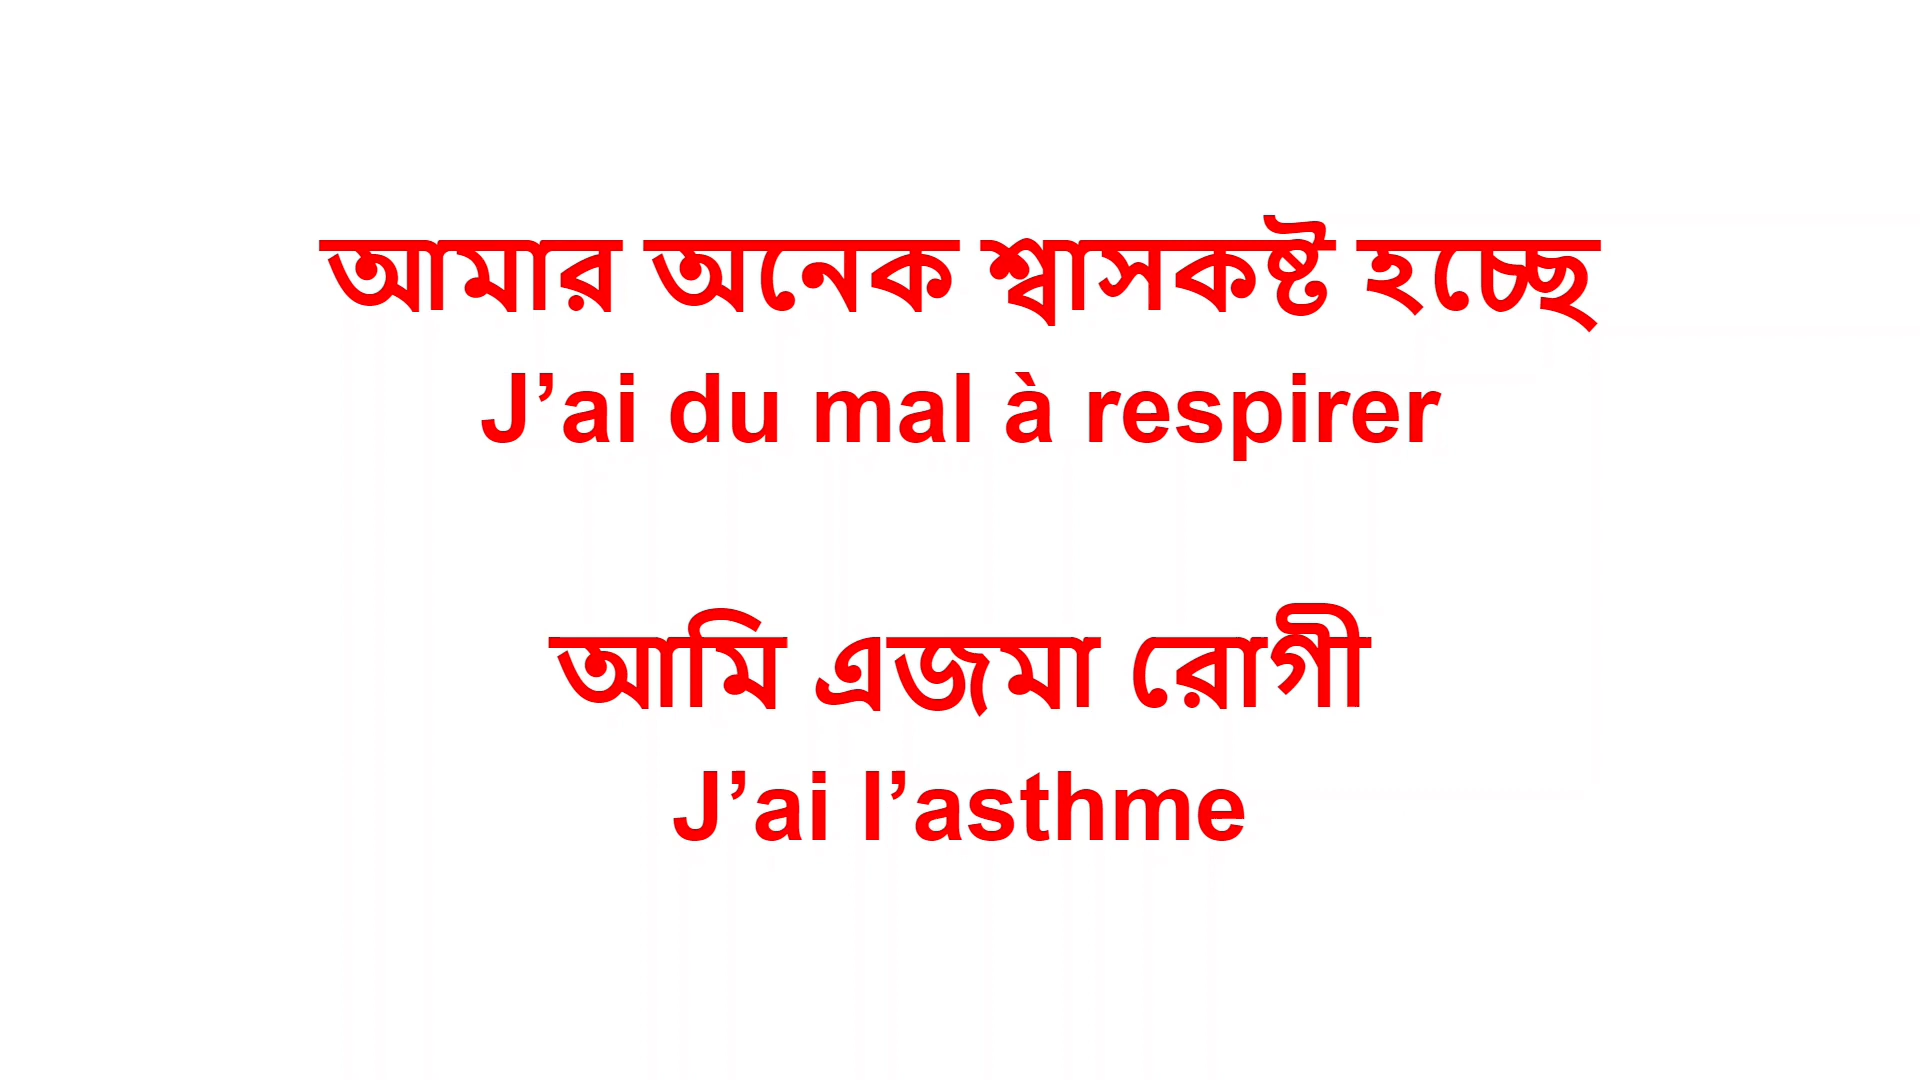 আমার অনেক শ্বাসকষ্ট হচ্ছে
J’ai du mal à respirer
আমি এজমা রোগী
J’ai l’asthme